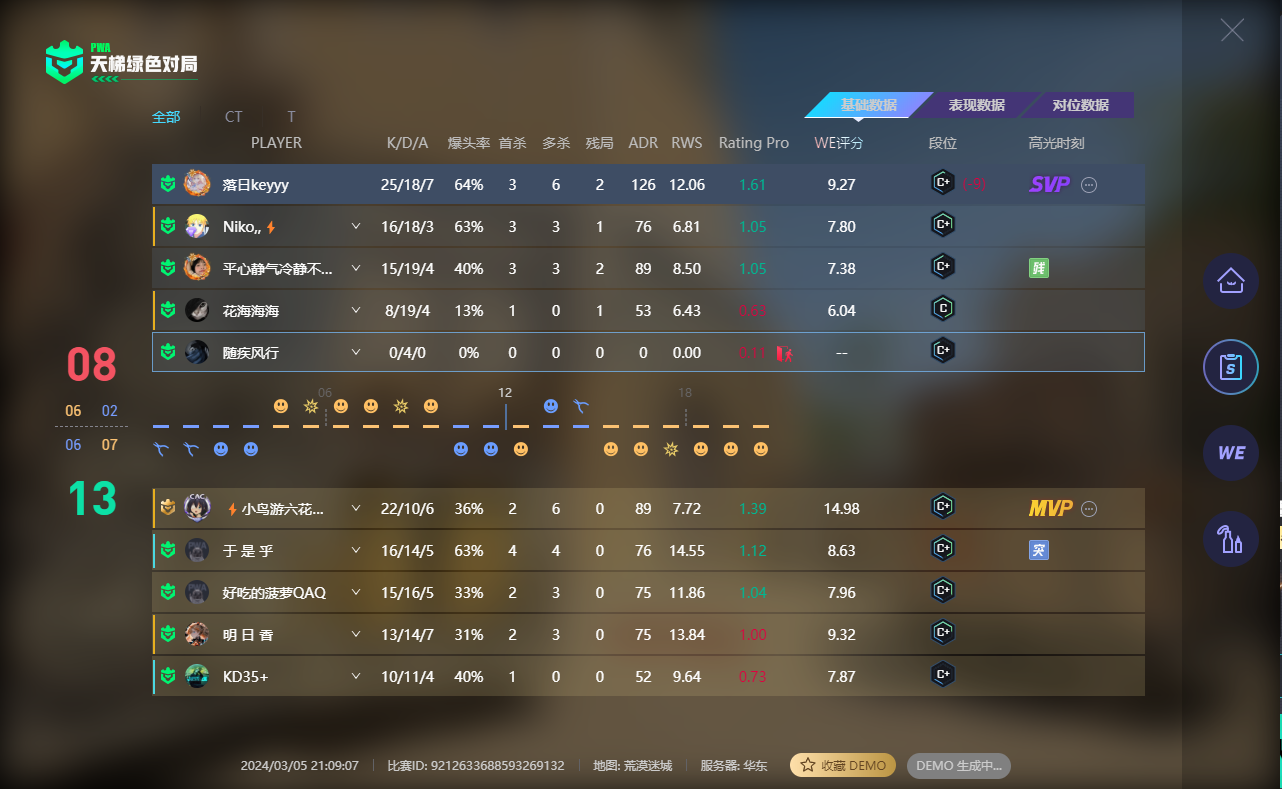 PWA
天梯绿色对局
全部 CT T
基础数据 表现数据 对位数据
PLAYER K/D/A 爆头率 首杀 多杀 残局 ADR RWS Rating Pro WE评分 段位 高光时刻
落日keyyy 25/18/7 64% 3 6 2 126 12.06 1.61 9.27 C+ (-9) SVP
Niko,, 16/18/3 63% 3 3 1 76 6.81 1.05 7.80 C+
平心静气冷静不... 15/19/4 40% 3 3 2 89 8.50 1.05 7.38 C+
花海海海 8/19/4 13% 1 0 1 53 6.43 0.63 6.04 C
随疾风行 0/4/0 0% 0 0 0 0 0.00 0.11 -- C+
08
06 02
06 12 18
06 07
13
小鸟游六花... 22/10/6 36% 2 6 0 89 7.72 1.39 14.98 C+ MVP
于是乎 16/14/5 63% 4 4 0 76 14.55 1.12 8.63 C+ 突
好吃的菠萝QAQ 15/16/5 33% 2 3 0 75 11.86 1.04 7.96 C+
明日香 13/14/7 31% 2 3 0 75 13.84 1.00 9.32 C+
KD35+ 10/11/4 40% 1 0 0 52 9.64 0.73 7.87 C+
2024/03/05 21:09:07 比赛ID: 9212633688593269132 地图: 荒漠迷城 服务器: 华东 收藏 DEMO DEMO 生成中...
S
WE